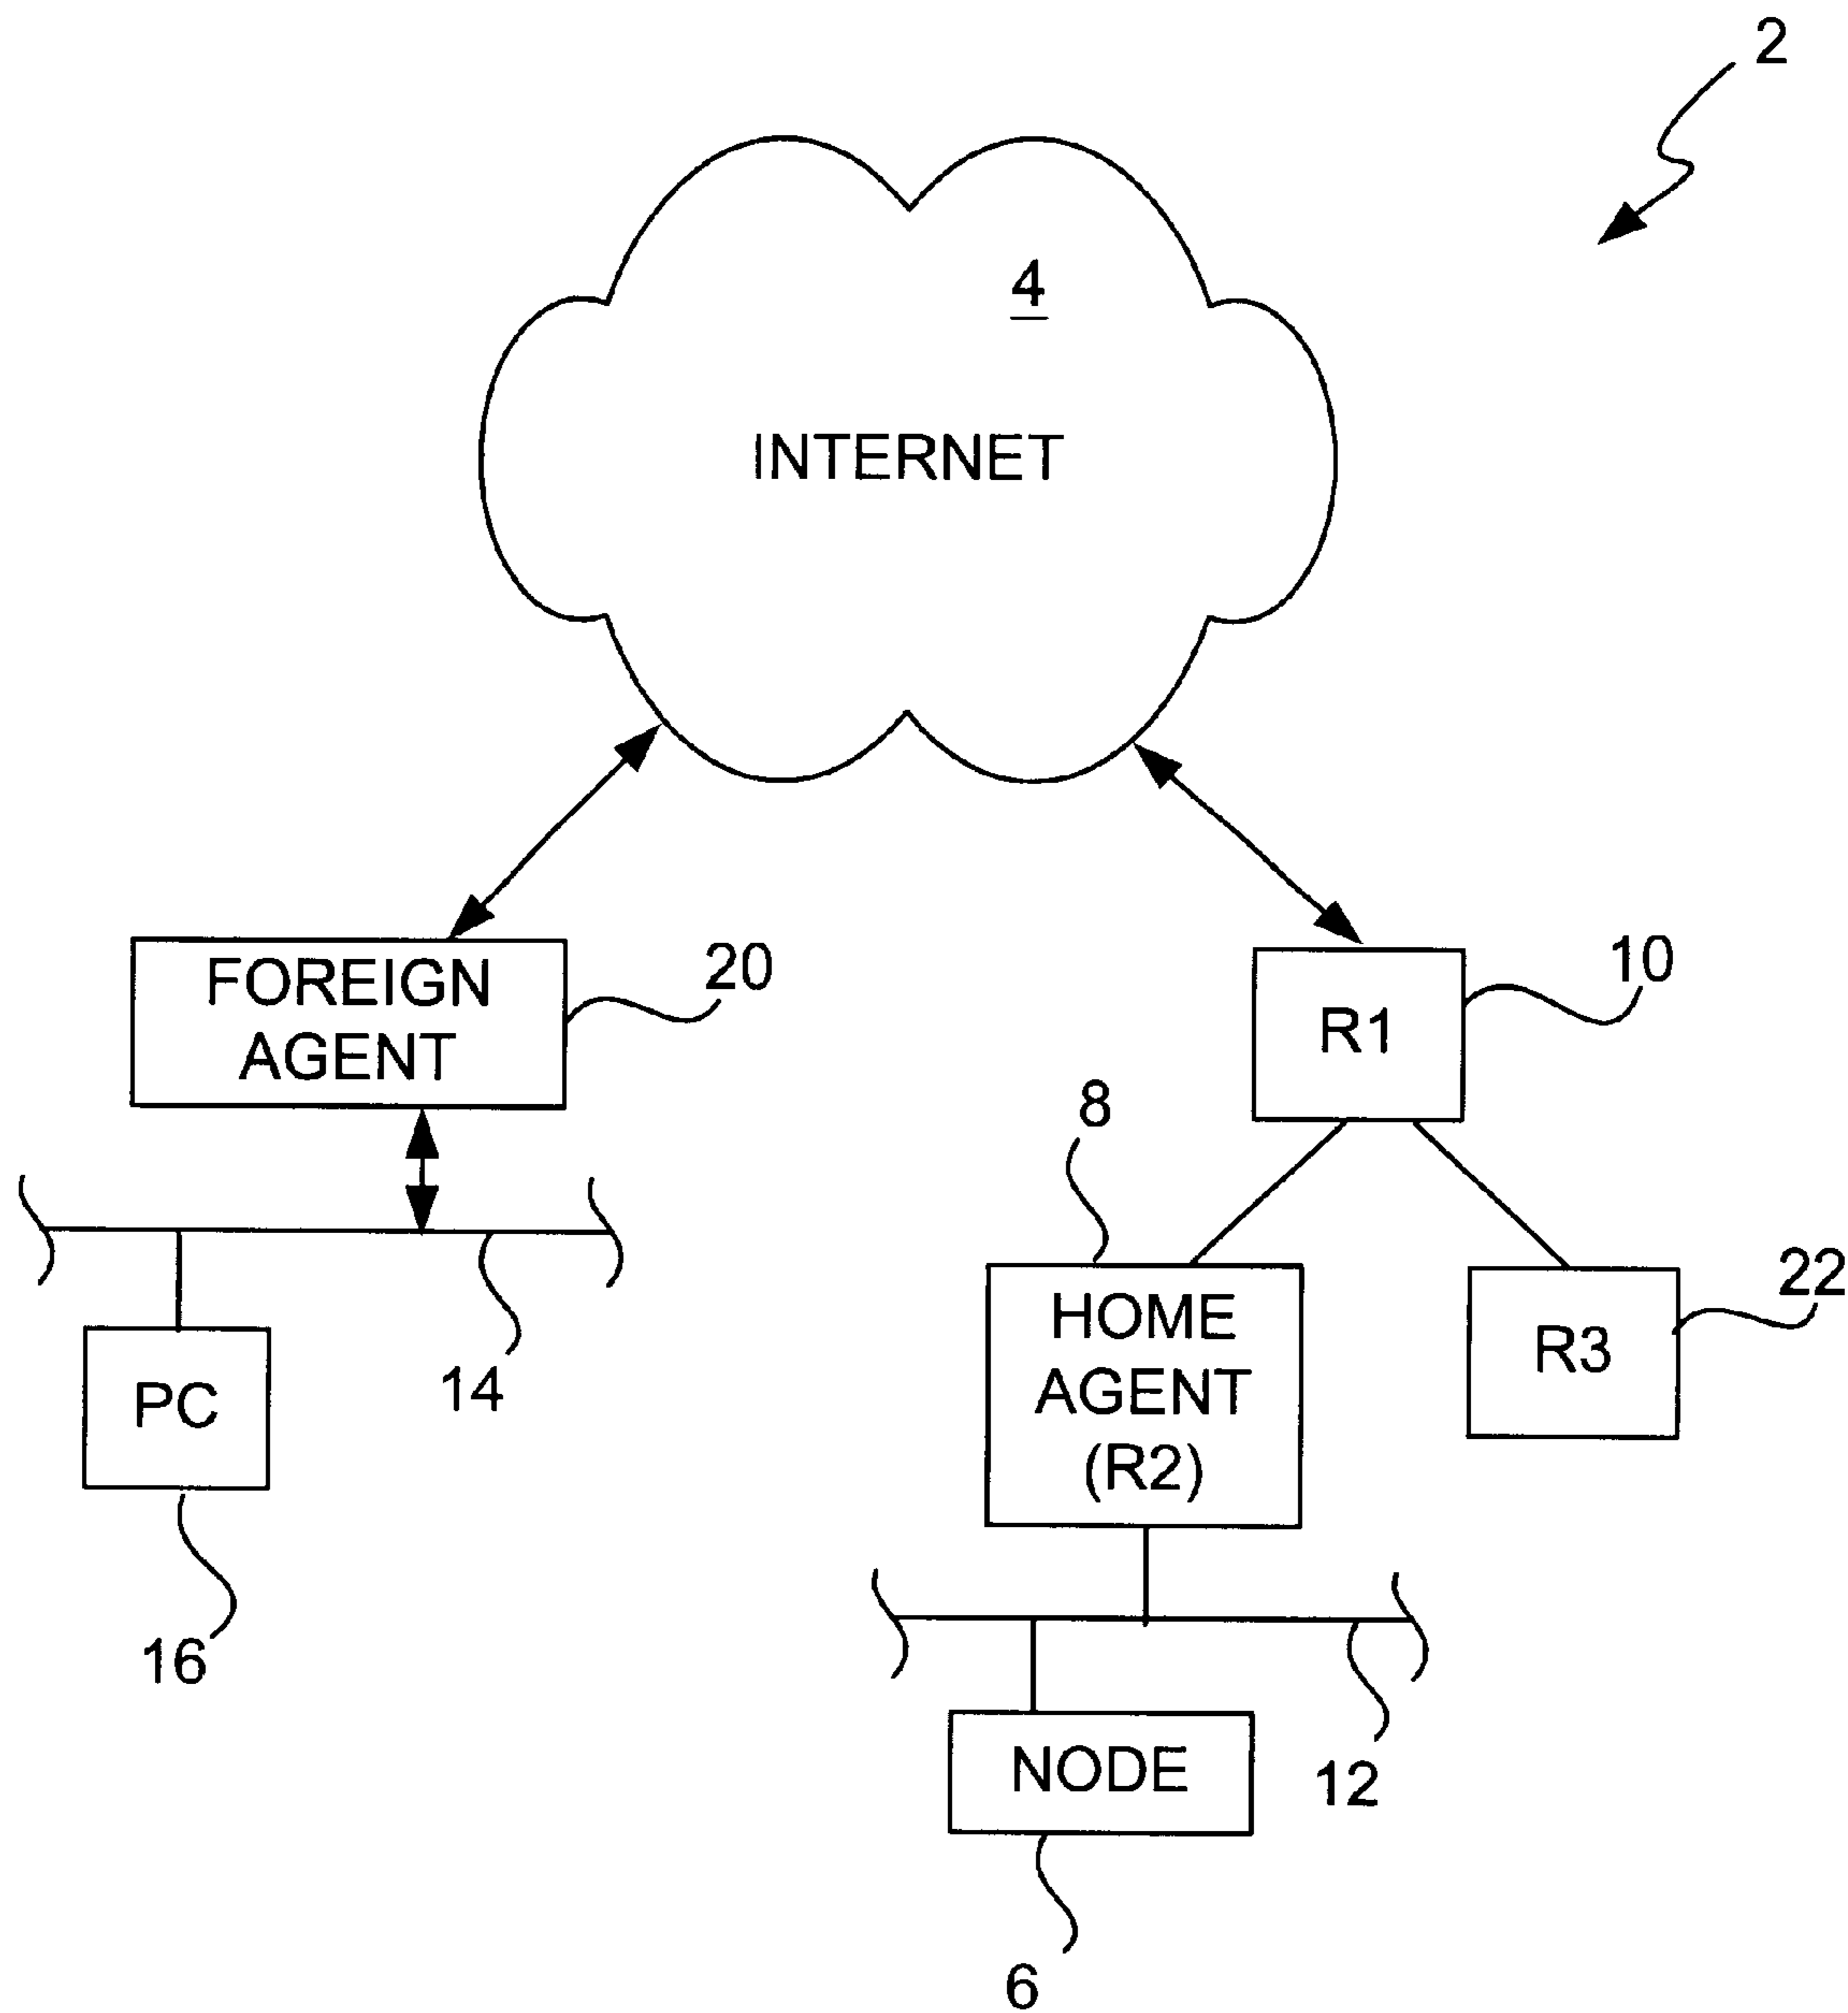 2
4
INTERNET
FOREIGN
AGENT
20
10
R1
8
HOME
AGENT
(R2)
22
R3
14
PC
16
12
NODE
6